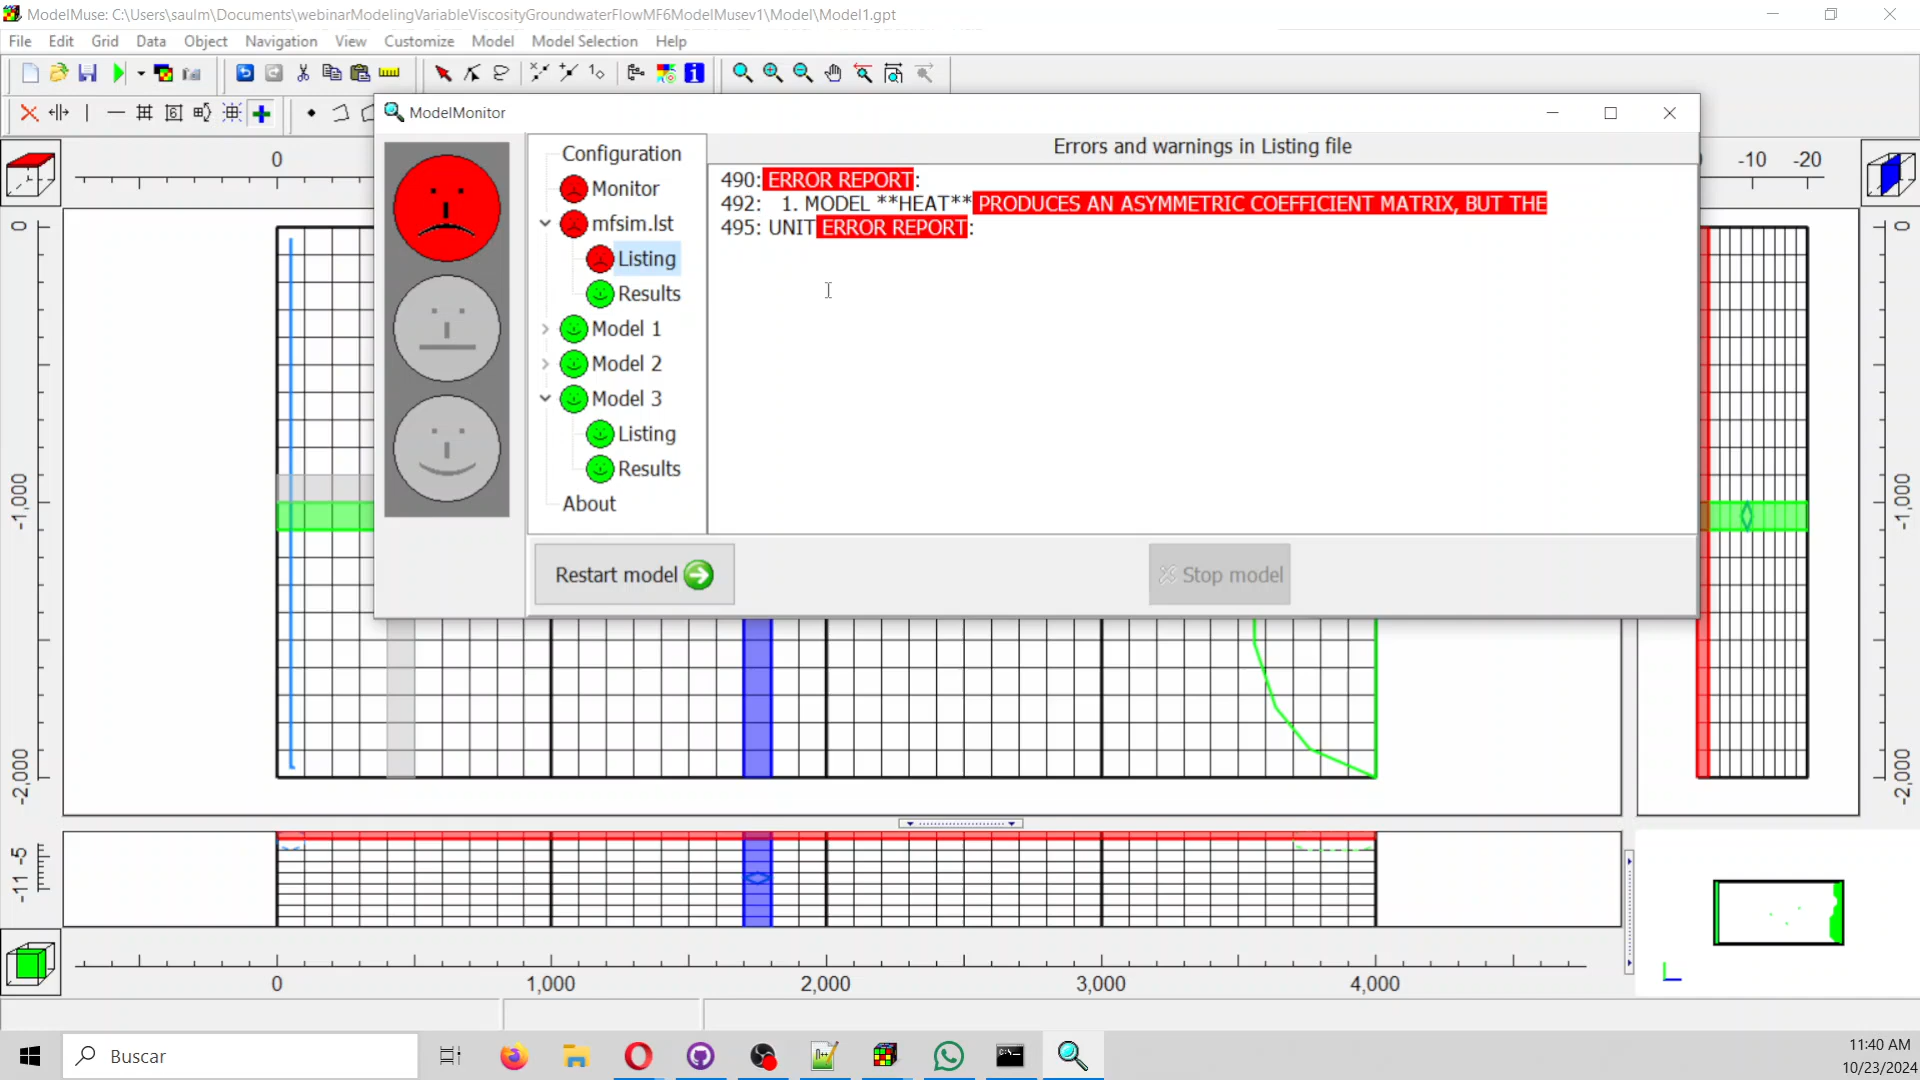 ModelMuse: C:\Users\saulm\Documents\webinarModelingVariableViscosityGroundwaterFlowMF6ModelMusev1\Model\Model1.gpt
File Edit Grid Data Object Navigation View Customize Model Model Selection Help
ModelMonitor
Configuration
Monitor
mfsim.lst
Listing
Results
Model 1
Model 2
Model 3
Listing
Results
About
Errors and warnings in Listing file
490: ERROR REPORT:
492: 1. MODEL **HEAT** PRODUCES AN ASYMMETRIC COEFFICIENT MATRIX, BUT THE
495: UNIT ERROR REPORT:
Restart model
Stop model
0
-10 -20
0
-1,000
-2,000
0
-1,000
-2,000
-11 -5
0 1,000 2,000 3,000 4,000
Buscar
11:40 AM
10/23/2024